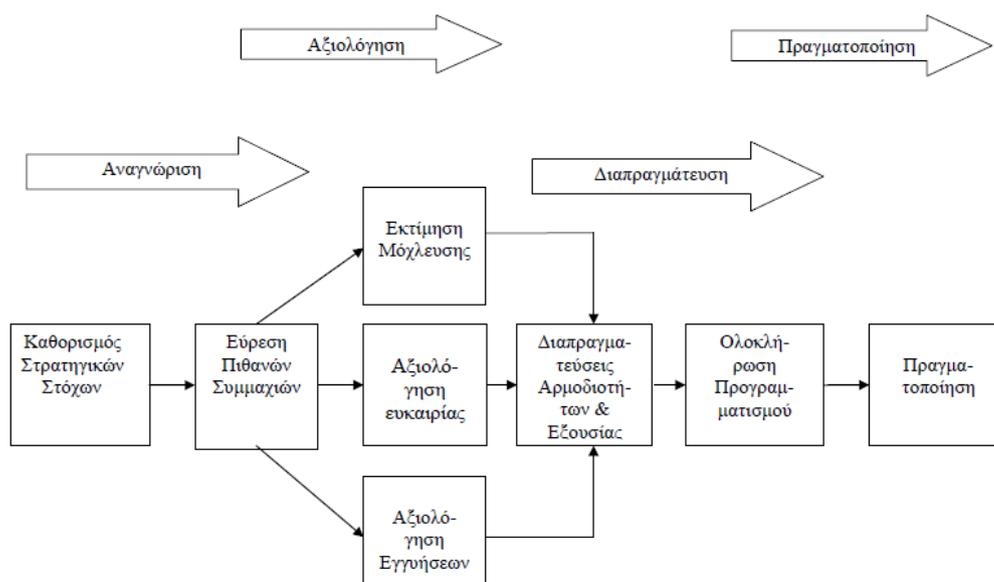 Αξιολόγηση
Πραγματοποίηση
Αναγνώριση
Διαπραγμάτευση
Εκτίμηση
Μόχλευσης
Καθορισμός
Στρατηγικών
Στόχων
Εύρεση
Πιθανών
Συμμαχιών
Αξιολό-
γηση
ευκαιρίας
Διαπραγμα-
τεύσεις
Αρμοδιοτή-
των &
Εξουσίας
Ολοκλή-
ρωση
Προγραμ-
ματισμού
Πραγμα-
τοποίηση
Αξιολό-
γηση
Εγγυήσεων